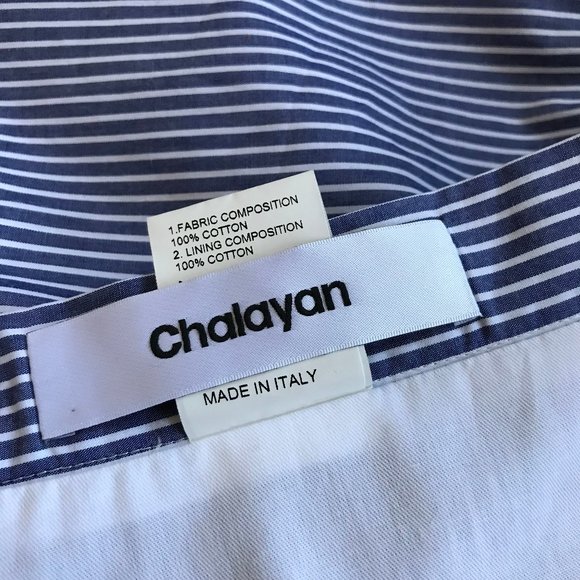 1.FABRIC COMPOSITION
100% COTTON
2. LINING COMPOSITION
100% COTTON
Chalayan
MADE IN ITALY